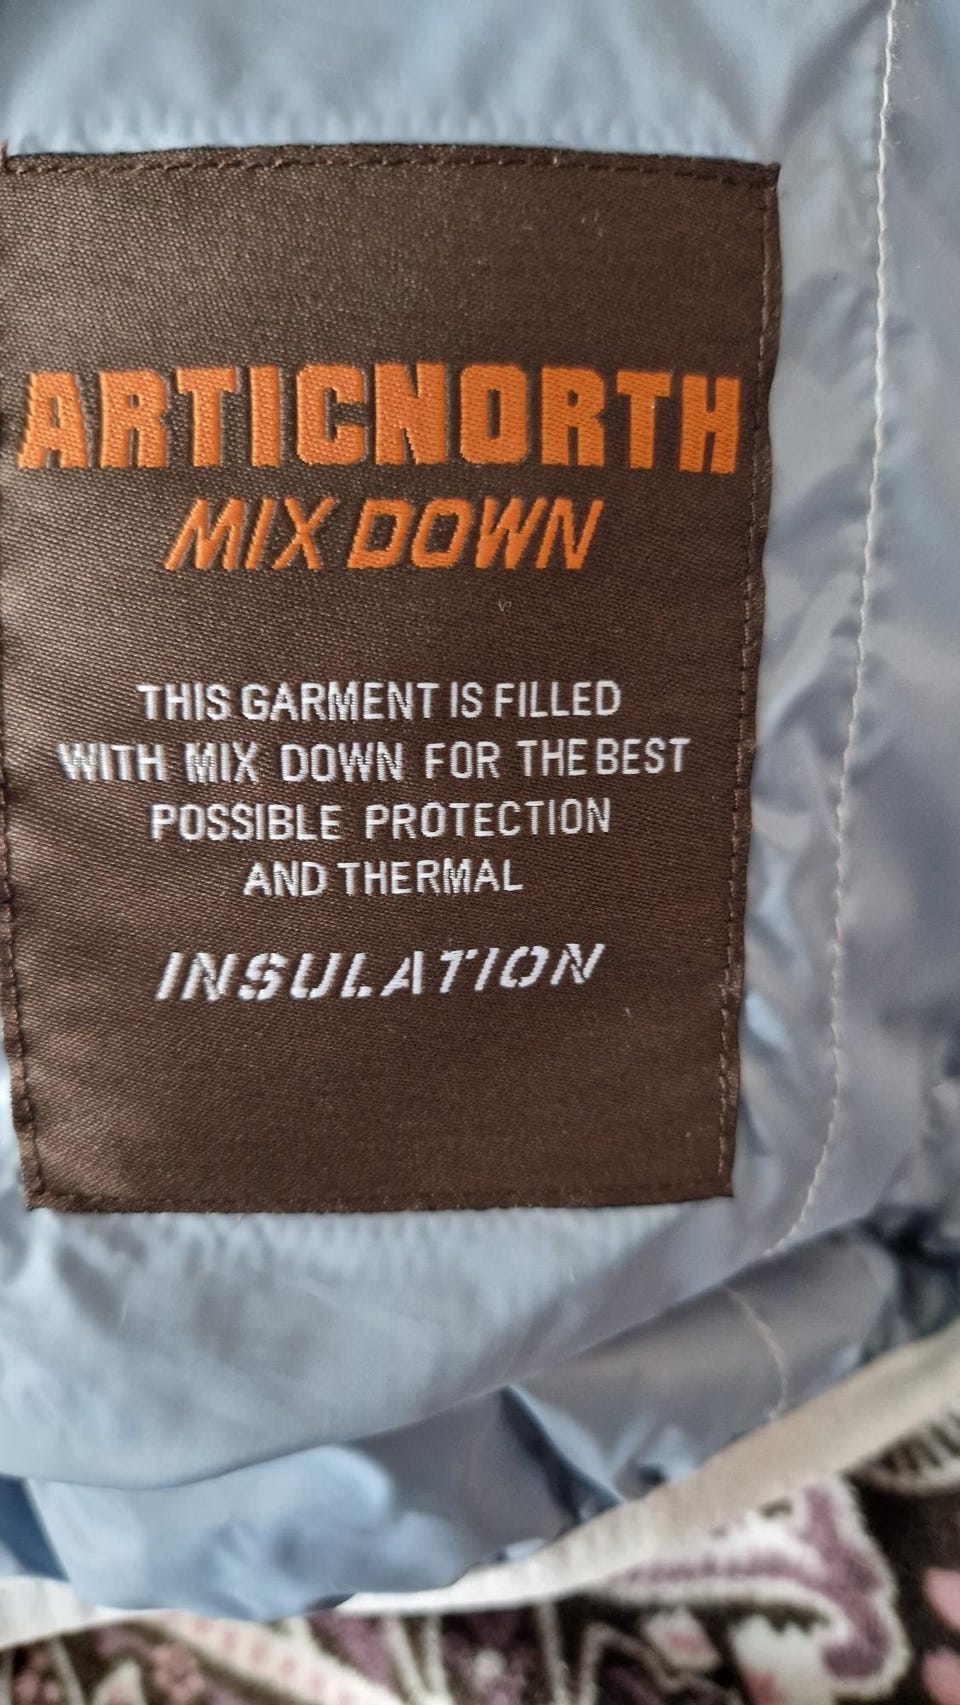 ARTICNORTH
MIX DOWN
THIS GARMENT IS FILLED
WITH MIX DOWN FOR THE BEST
POSSIBLE PROTECTION
AND THERMAL
INSULATION